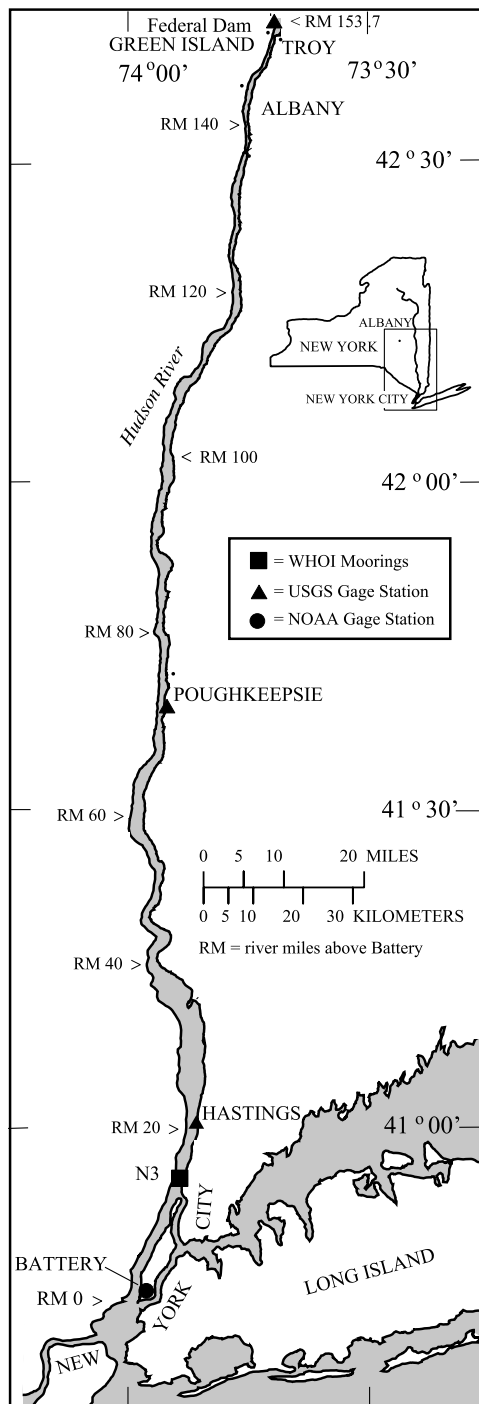 Federal Dam
< RM 153.7
GREEN ISLAND
TROY
74°00'
73°30'
ALBANY
RM 140 >
42°30'
RM 120 >
ALBANY
NEW YORK
NEW YORK CITY
Hudson River
< RM 100
42°00'
= WHOI Moorings
= USGS Gage Station
= NOAA Gage Station
RM 80 >
POUGHKEEPSIE
RM 60 >
41°30'
0 5 10 20 MILES
0 5 10 20 30 KILOMETERS
RM = river miles above Battery
RM 40 >
HASTINGS
RM 20 >
41°00'
N3
CITY
BATTERY
LONG ISLAND
RM 0 >
YORK
NEW